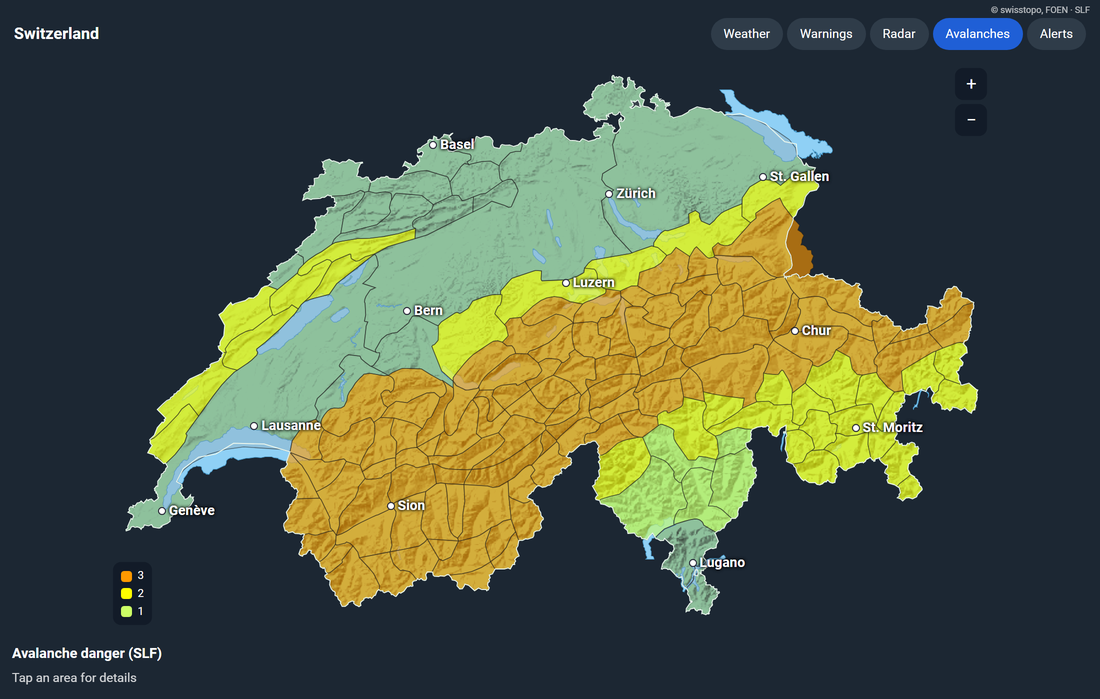 © swisstopo, FOEN · SLF
Switzerland
Weather
Warnings
Radar
Avalanches
Alerts
+
−
Basel
St. Gallen
Zürich
Luzern
Bern
Chur
Lausanne
St. Moritz
Sion
Genève
Lugano
3
2
1
Avalanche danger (SLF)
Tap an area for details